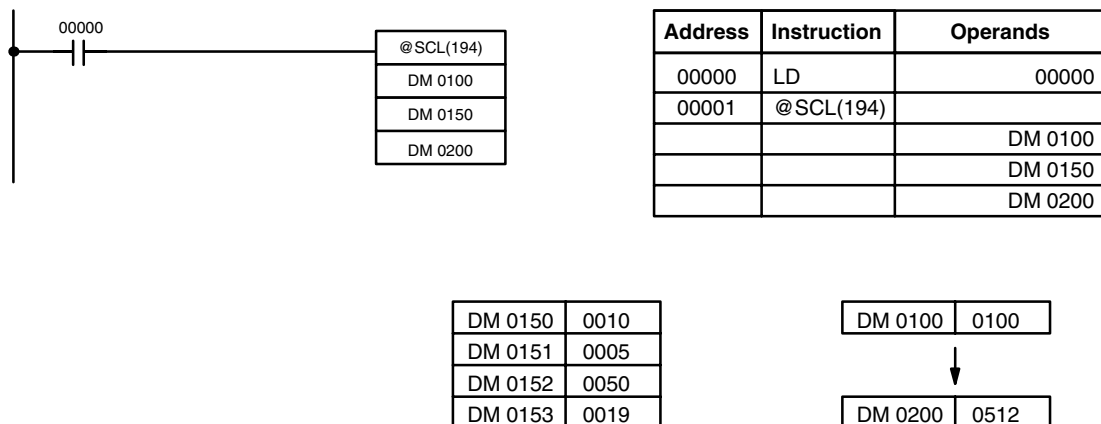 00000
@SCL(194)
DM 0100
DM 0150
DM 0200
Address Instruction Operands
00000 LD 00000
00001 @SCL(194)
DM 0100
DM 0150
DM 0200
DM 0150 0010
DM 0151 0005
DM 0152 0050
DM 0153 0019
DM 0100 0100
DM 0200 0512